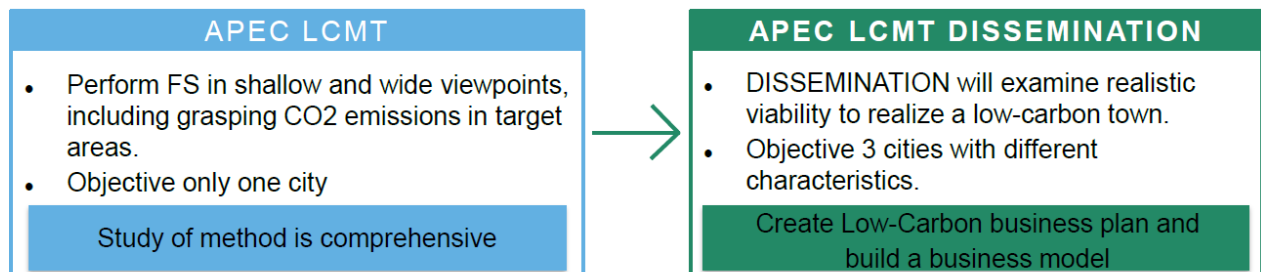 APEC LCMT
• Perform FS in shallow and wide viewpoints,
including grasping CO2 emissions in target
areas.
• Objective only one city
Study of method is comprehensive
APEC LCMT DISSEMINATION
• DISSEMINATION will examine realistic
viability to realize a low-carbon town.
• Objective 3 cities with different
characteristics.
Create Low-Carbon business plan and
build a business model